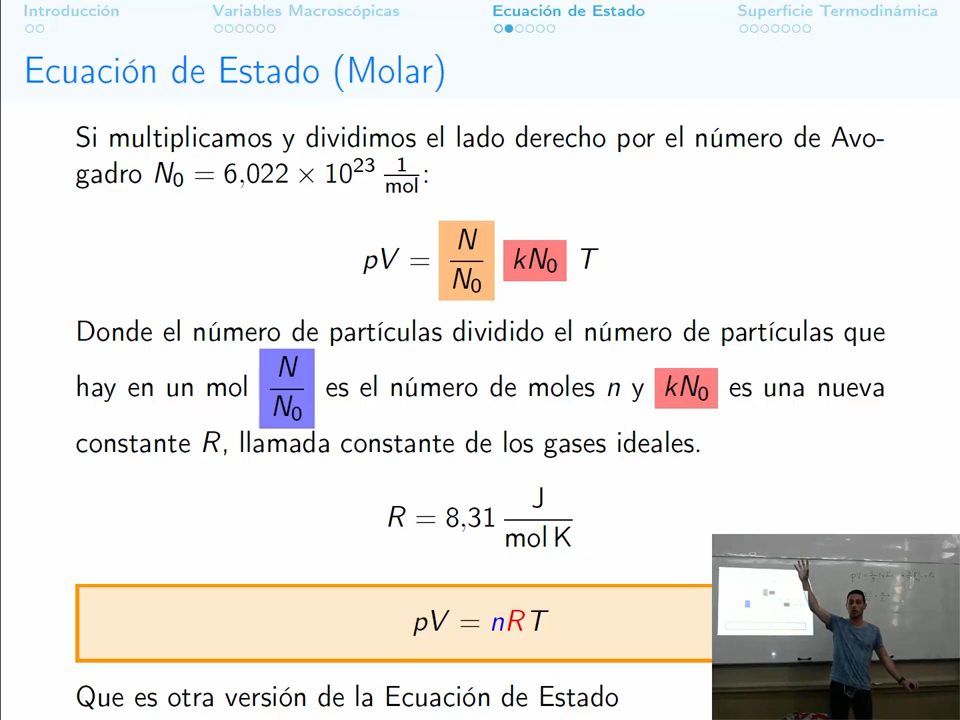 Introducción Variables Macroscópicas Ecuación de Estado Superficie Termodinámica
Ecuación de Estado (Molar)
Si multiplicamos y dividimos el lado derecho por el número de Avo-
gadro N₀ = 6,022 × 10²³ 1/mol:
pV = N/N₀ kN₀ T
Donde el número de partículas dividido el número de partículas que
hay en un mol N/N₀ es el número de moles n y kN₀ es una nueva
constante R, llamada constante de los gases ideales.
R = 8,31 J/mol K
pV = nRT
Que es otra versión de la Ecuación de Estado